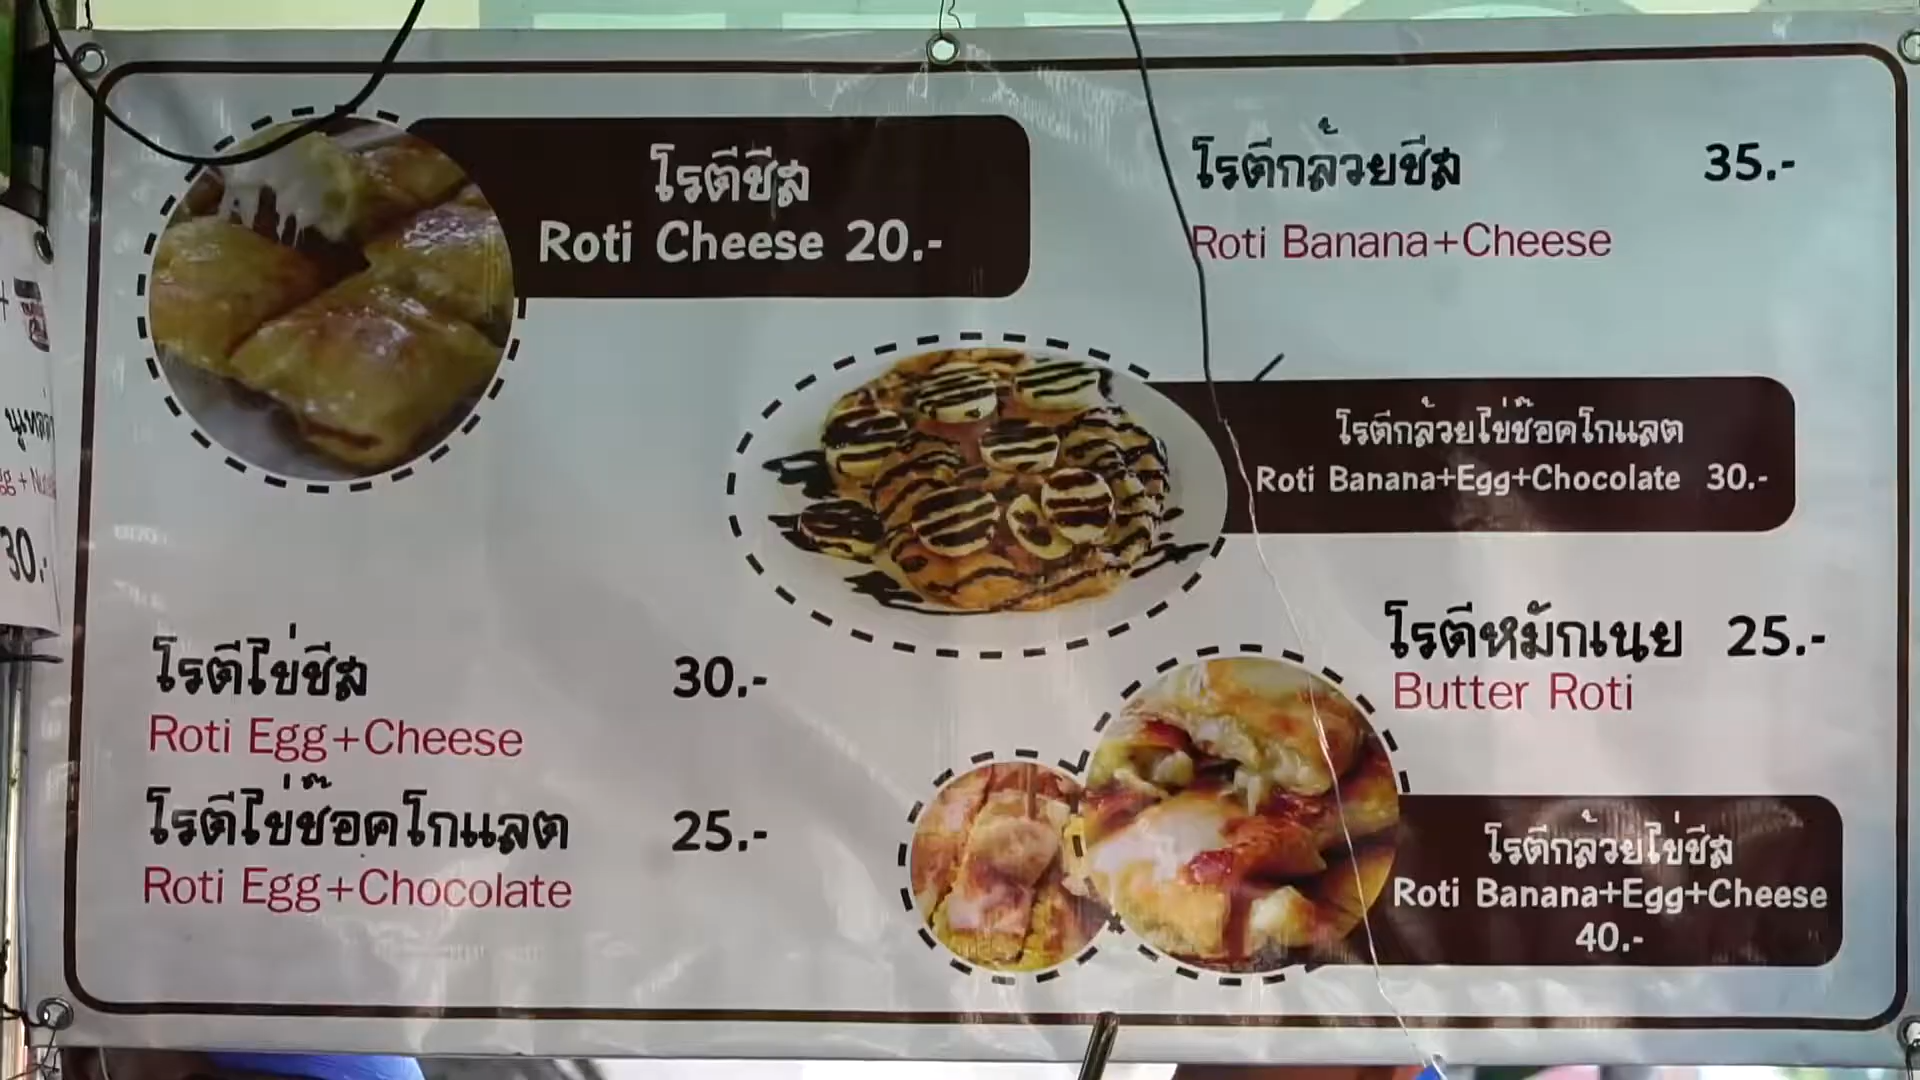 โรตีชีส
Roti Cheese 20.-
โรตีกล้วยชีส 35.-
Roti Banana+Cheese
โรตีกล้วยไข่ช๊อคโกแลต
Roti Banana+Egg+Chocolate 30.-
โรตีหมักเนย 25.-
Butter Roti
โรตีไข่ชีส 30.-
Roti Egg+Cheese
โรตีไข่ช๊อคโกแลต 25.-
Roti Egg+Chocolate
โรตีกล้วยไข่ชีส
Roti Banana+Egg+Cheese
40.-
30.-